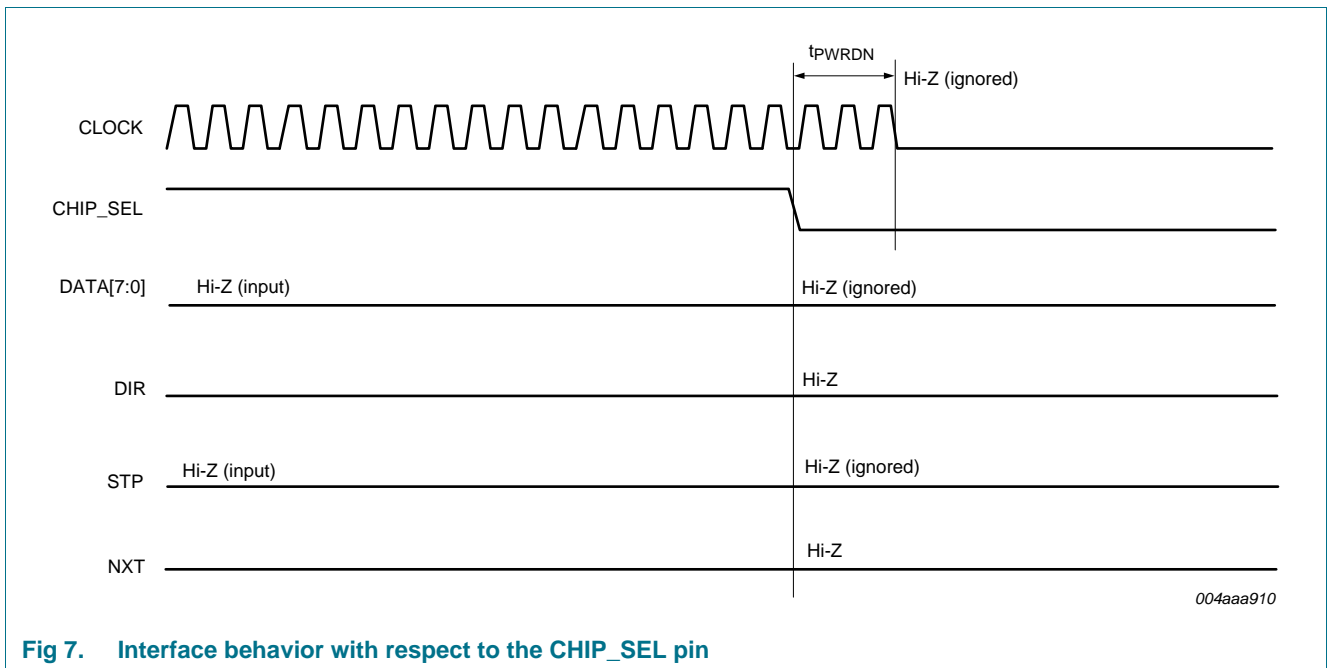 tPWRDN
Hi-Z (ignored)
CLOCK
CHIP_SEL
DATA[7:0] Hi-Z (input) Hi-Z (ignored)
DIR Hi-Z
STP Hi-Z (input) Hi-Z (ignored)
NXT Hi-Z
004aaa910
Fig 7. Interface behavior with respect to the CHIP_SEL pin